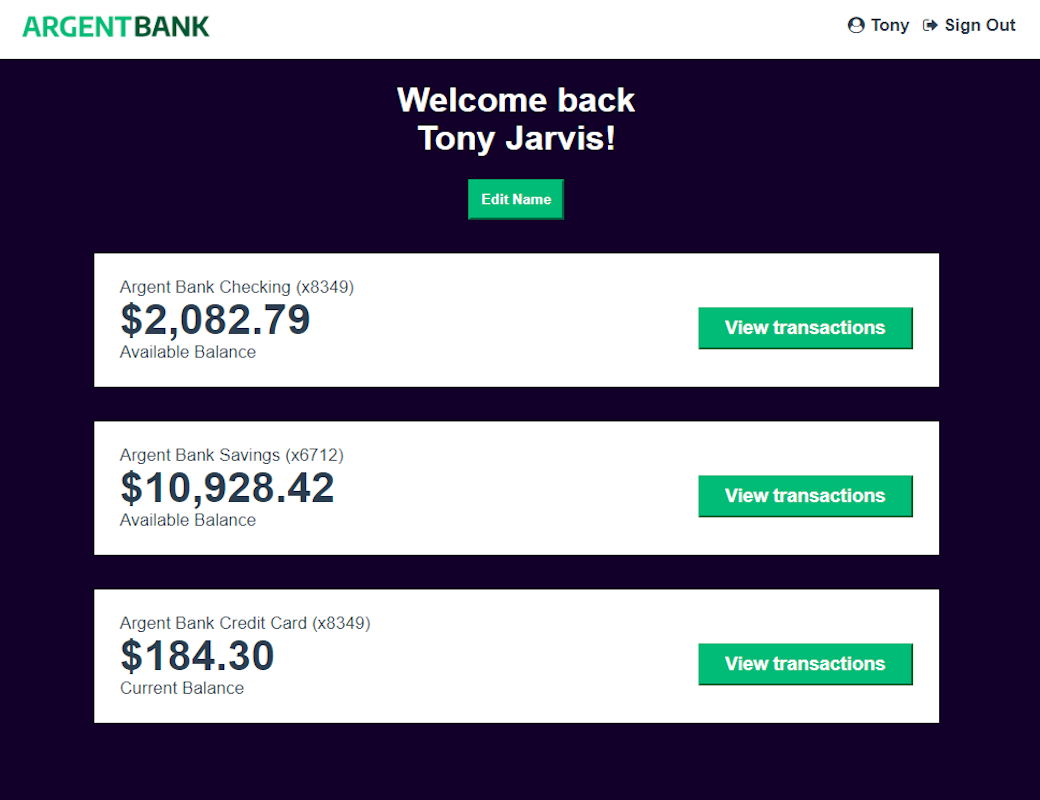 ARGENTBANK
Tony Sign Out
Welcome back
Tony Jarvis!
Edit Name
Argent Bank Checking (x8349)
$2,082.79
Available Balance
View transactions
Argent Bank Savings (x6712)
$10,928.42
Available Balance
View transactions
Argent Bank Credit Card (x8349)
$184.30
Current Balance
View transactions